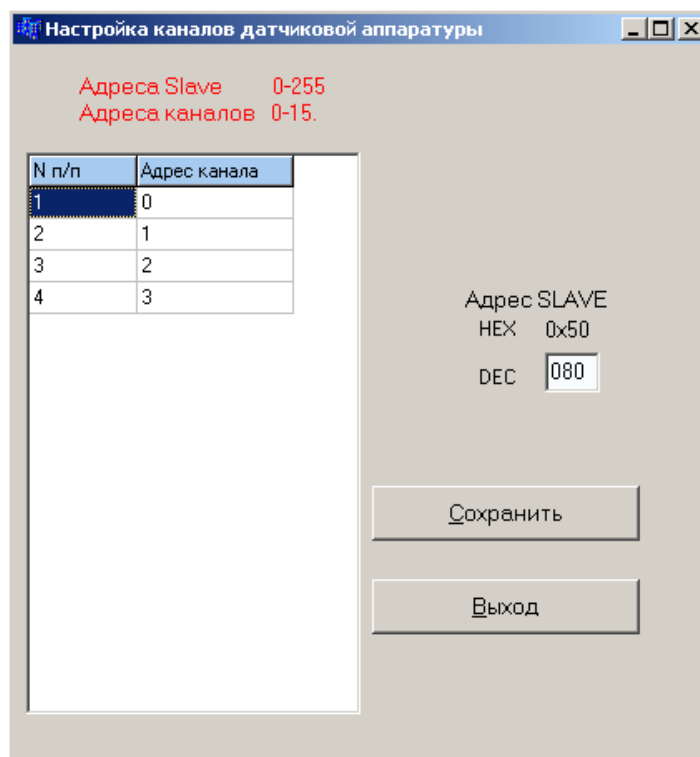 Настройка каналов датчиковой аппаратуры
Адреса Slave 0-255
Адреса каналов 0-15.
N п/п Адрес канала
1 0
2 1
3 2
4 3
Адрес SLAVE
HEX 0x50
DEC 080
Сохранить
Выход